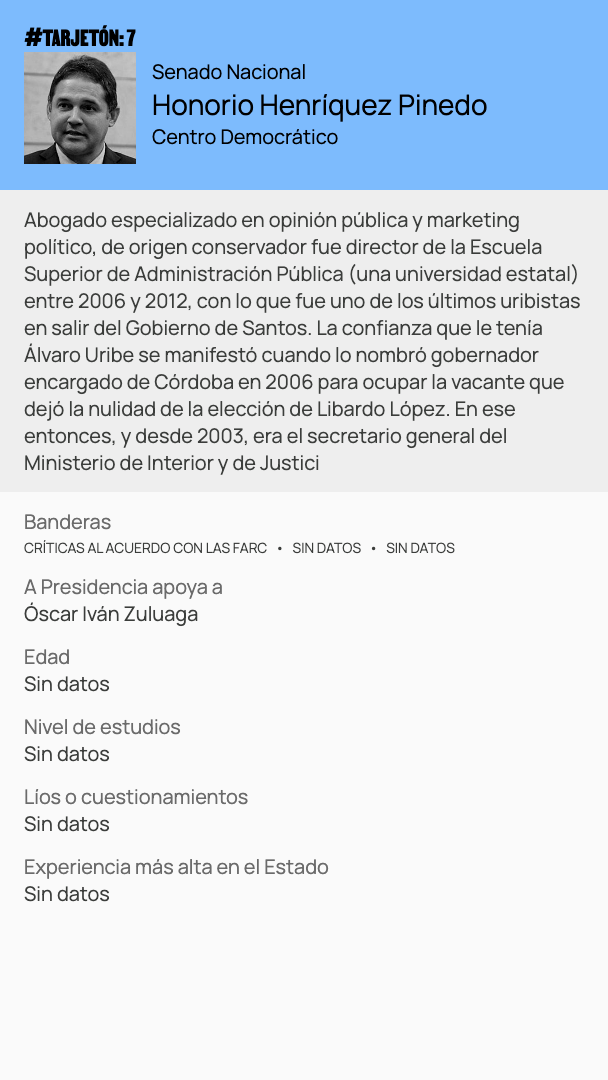 #TARJETÓN: 7
Senado Nacional
Honorio Henríquez Pinedo
Centro Democrático
Abogado especializado en opinión pública y marketing
político, de origen conservador fue director de la Escuela
Superior de Administración Pública (una universidad estatal)
entre 2006 y 2012, con lo que fue uno de los últimos uribistas
en salir del Gobierno de Santos. La confianza que le tenía
Álvaro Uribe se manifestó cuando lo nombró gobernador
encargado de Córdoba en 2006 para ocupar la vacante que
dejó la nulidad de la elección de Libardo López. En ese
entonces, y desde 2003, era el secretario general del
Ministerio de Interior y de Justici
Banderas
CRÍTICAS AL ACUERDO CON LAS FARC • SIN DATOS • SIN DATOS
A Presidencia apoya a
Óscar Iván Zuluaga
Edad
Sin datos
Nivel de estudios
Sin datos
Líos o cuestionamientos
Sin datos
Experiencia más alta en el Estado
Sin datos